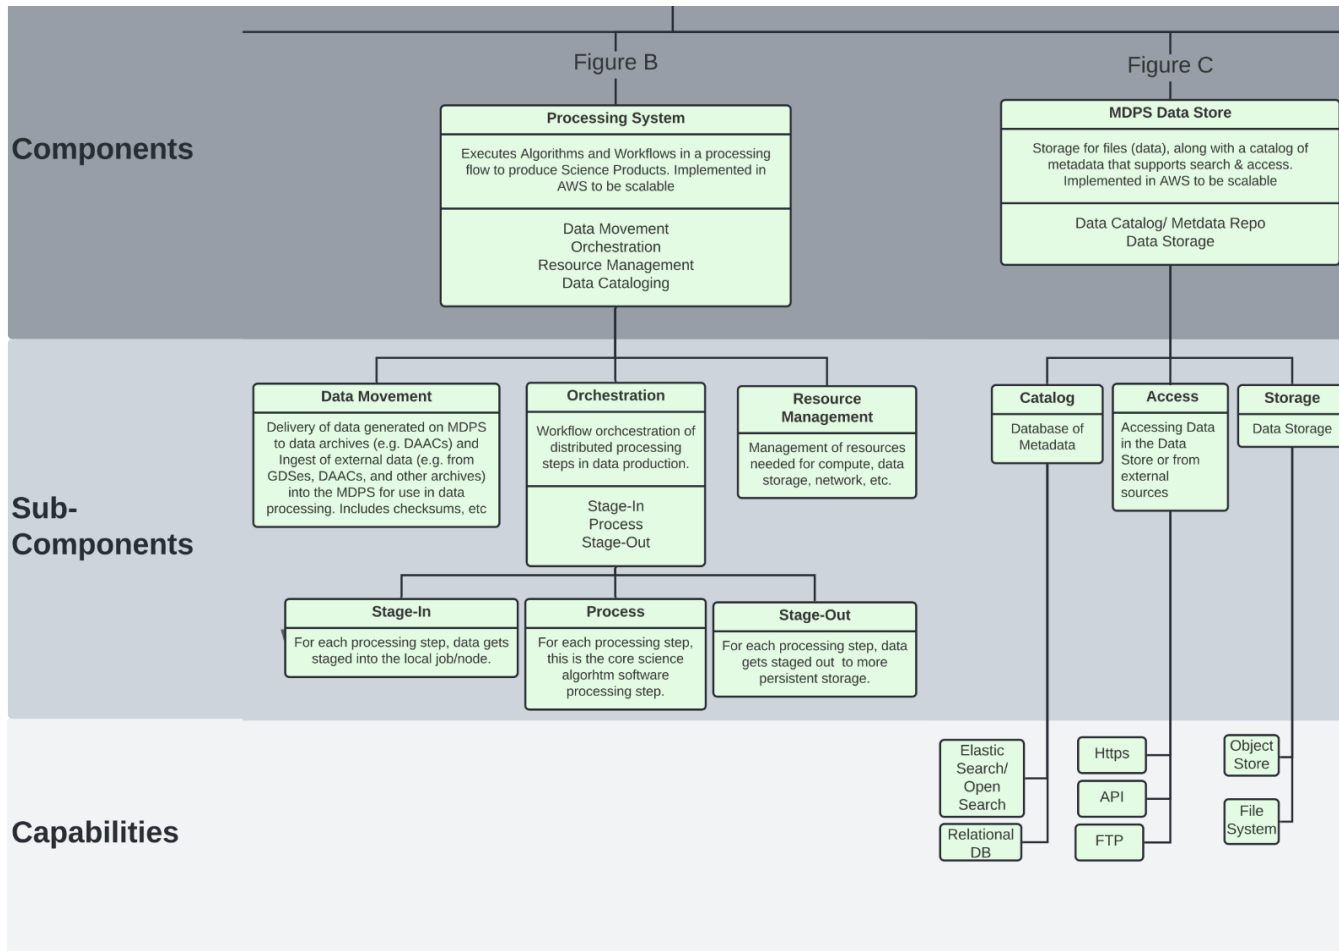 Figure B
Figure C
Components
Processing System
Executes Algorithms and Workflows in a processing
flow to produce Science Products. Implemented in
AWS to be scalable
Data Movement
Orchestration
Resource Management
Data Cataloging
MDPS Data Store
Storage for files (data), along with a catalog of
metadata that supports search & access.
Implemented in AWS to be scalable
Data Catalog/ Metdata Repo
Data Storage
Sub-
Components
Data Movement
Delivery of data generated on MDPS
to data archives (e.g. DAACs) and
Ingest of external data (e.g. from
GDSes, DAACs, and other archives)
into the MDPS for use in data
processing. Includes checksums, etc
Orchestration
Workflow orchcestration of
distributed processing
steps in data production.
Stage-In
Process
Stage-Out
Resource
Management
Management of resources
needed for compute, data
storage, network, etc.
Catalog
Database of
Metadata
Access
Accessing Data
in the Data
Store or from
external
sources
Storage
Data Storage
Stage-In
For each processing step, data gets
staged into the local job/node.
Process
For each processing step,
this is the core science
algorhtm software
processing step.
Stage-Out
For each processing step, data
gets staged out  to more
persistent storage.
Capabilities
Elastic
Search/
Open
Search
Relational
DB
Https
API
FTP
Object
Store
File
System